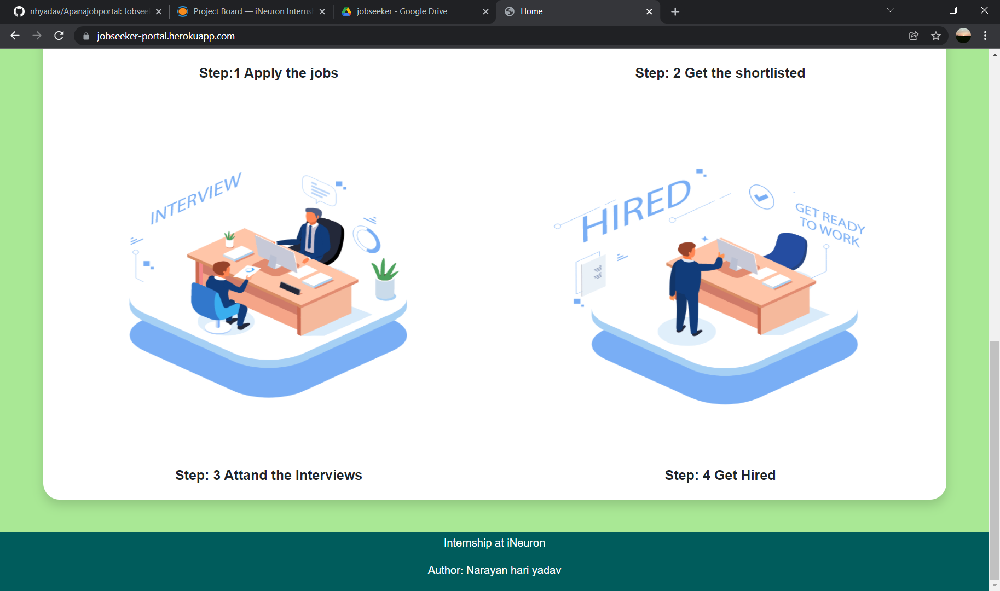 nhyadav/Apanajobportal: Jobseek
Project Board — iNeuron Internsh
jobseeker - Google Drive
Home
jobseeker-portal.herokuapp.com
Step:1 Apply the jobs
Step: 2 Get the shortlisted
INTERVIEW
HIRED
GET READY
TO WORK
Step: 3 Attand the Interviews
Step: 4 Get Hired
Internship at iNeuron
Author: Narayan hari yadav